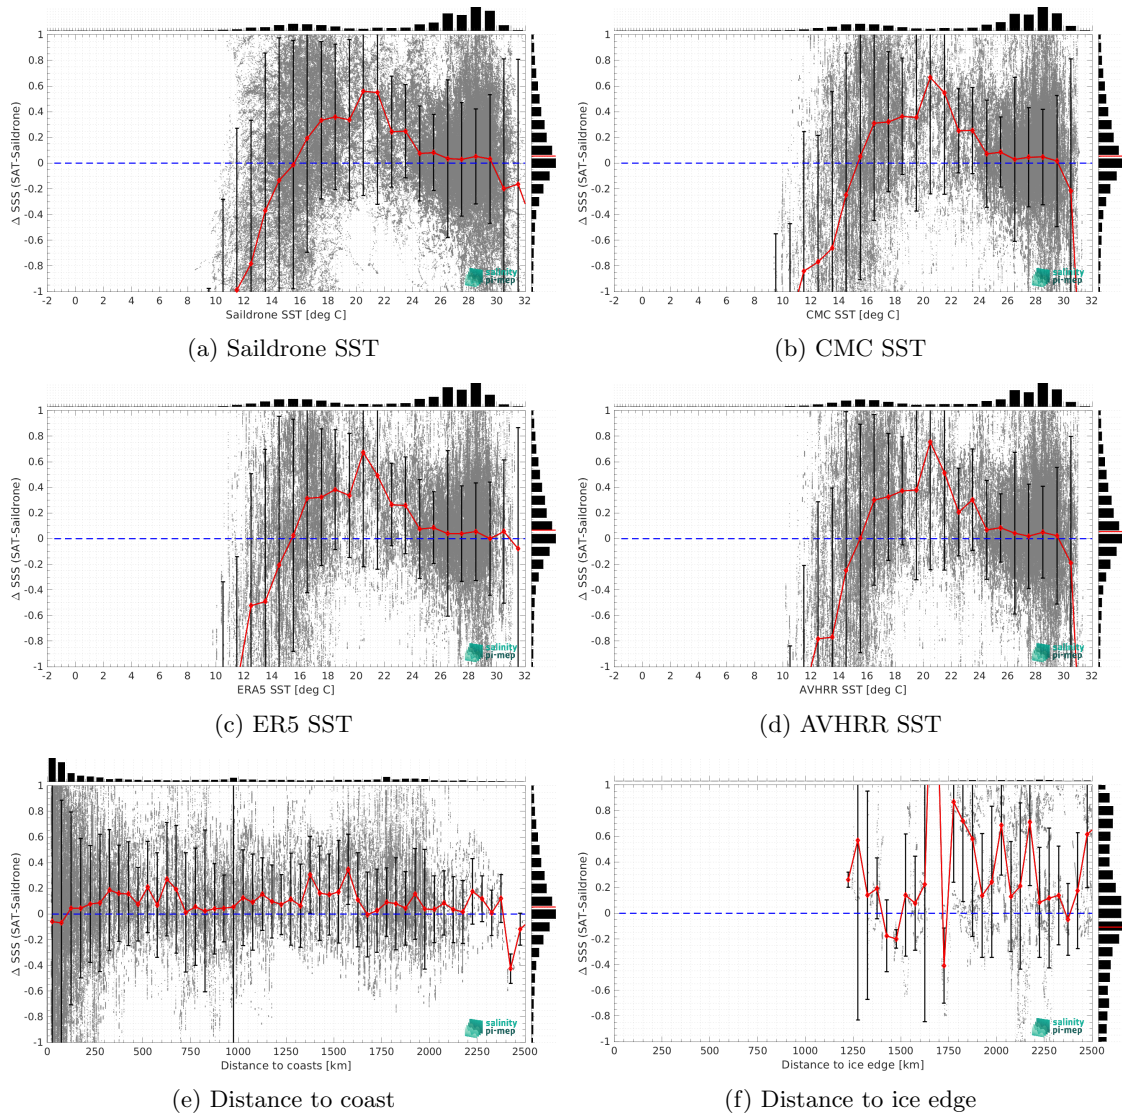 1
0.8
0.6
0.4
0.2
0
-0.2
-0.4
-0.6
-0.8
-1
Δ SSS (SAT-Saildrone)
-2 0 2 4 6 8 10 12 14 16 18 20 22 24 26 28 30 32
Saildrone SST [deg C]
salinity
pi-mep
(a) Saildrone SST
1
0.8
0.6
0.4
0.2
0
-0.2
-0.4
-0.6
-0.8
-1
Δ SSS (SAT-Saildrone)
-2 0 2 4 6 8 10 12 14 16 18 20 22 24 26 28 30 32
CMC SST [deg C]
salinity
pi-mep
(b) CMC SST
1
0.8
0.6
0.4
0.2
0
-0.2
-0.4
-0.6
-0.8
-1
Δ SSS (SAT-Saildrone)
-2 0 2 4 6 8 10 12 14 16 18 20 22 24 26 28 30 32
ERA5 SST [deg C]
salinity
pi-mep
(c) ER5 SST
1
0.8
0.6
0.4
0.2
0
-0.2
-0.4
-0.6
-0.8
-1
Δ SSS (SAT-Saildrone)
-2 0 2 4 6 8 10 12 14 16 18 20 22 24 26 28 30 32
AVHRR SST [deg C]
salinity
pi-mep
(d) AVHRR SST
1
0.8
0.6
0.4
0.2
0
-0.2
-0.4
-0.6
-0.8
-1
Δ SSS (SAT-Saildrone)
0 250 500 750 1000 1250 1500 1750 2000 2250 2500
Distance to coasts [km]
salinity
pi-mep
(e) Distance to coast
1
0.8
0.6
0.4
0.2
0
-0.2
-0.4
-0.6
-0.8
-1
Δ SSS (SAT-Saildrone)
0 250 500 750 1000 1250 1500 1750 2000 2250 2500
Distance to ice edge [km]
salinity
pi-mep
(f) Distance to ice edge